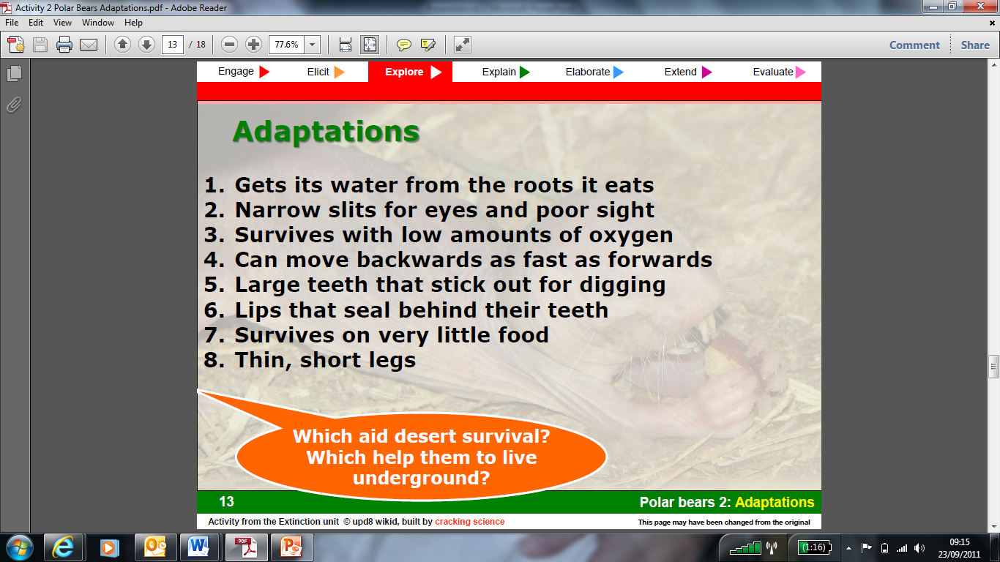 Activity 2 Polar Bears Adaptations.pdf - Adobe Reader
File Edit View Window Help
13 / 18 77.6% Comment Share
Engage Elicit Explore Explain Elaborate Extend Evaluate
Adaptations
1. Gets its water from the roots it eats
2. Narrow slits for eyes and poor sight
3. Survives with low amounts of oxygen
4. Can move backwards as fast as forwards
5. Large teeth that stick out for digging
6. Lips that seal behind their teeth
7. Survives on very little food
8. Thin, short legs
Which aid desert survival?
Which help them to live
underground?
13 Polar bears 2: Adaptations
Activity from the Extinction unit © upd8 wikid, built by cracking science This page may have been changed from the original
(1:16) 09:15
23/09/2011